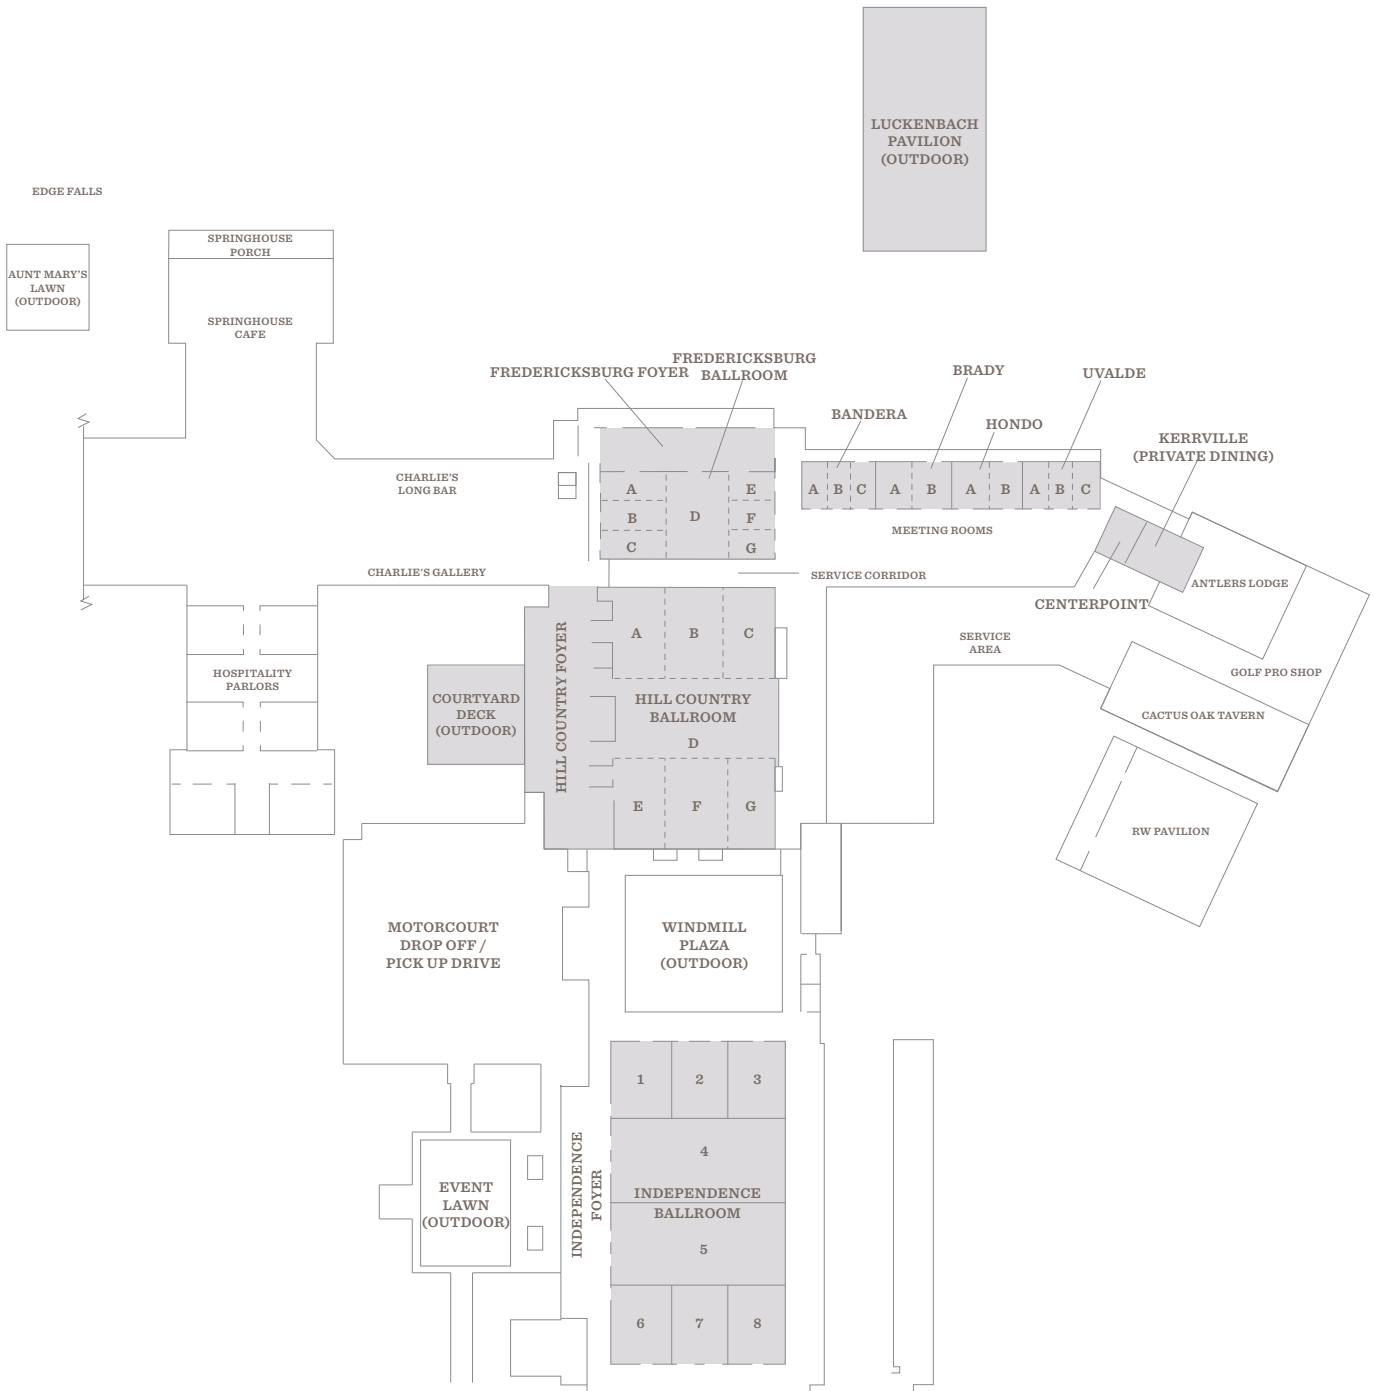 LUCKENBACH
PAVILION
(OUTDOOR)
EDGE FALLS
SPRINGHOUSE
PORCH
AUNT MARY'S
LAWN
(OUTDOOR)
SPRINGHOUSE
CAFE
FREDERICKSBURG FOYER
FREDERICKSBURG
BALLROOM
BRADY
UVALDE
BANDERA
HONDO
KERRVILLE
(PRIVATE DINING)
CHARLIE'S
LONG BAR
A
B
C
D
E
F
G
A B C A B A B A B C
MEETING ROOMS
CHARLIE'S GALLERY
SERVICE CORRIDOR
ANTLERS LODGE
CENTERPOINT
SERVICE
AREA
GOLF PRO SHOP
CACTUS OAK TAVERN
RW PAVILION
HOSPITALITY
PARLORS
COURTYARD
DECK
(OUTDOOR)
HILL COUNTRY FOYER
A B C
HILL COUNTRY
BALLROOM
D
E F G
MOTORCOURT
DROP OFF /
PICK UP DRIVE
WINDMILL
PLAZA
(OUTDOOR)
1 2 3
4
INDEPENDENCE
BALLROOM
5
6 7 8
INDEPENDENCE
FOYER
EVENT
LAWN
(OUTDOOR)